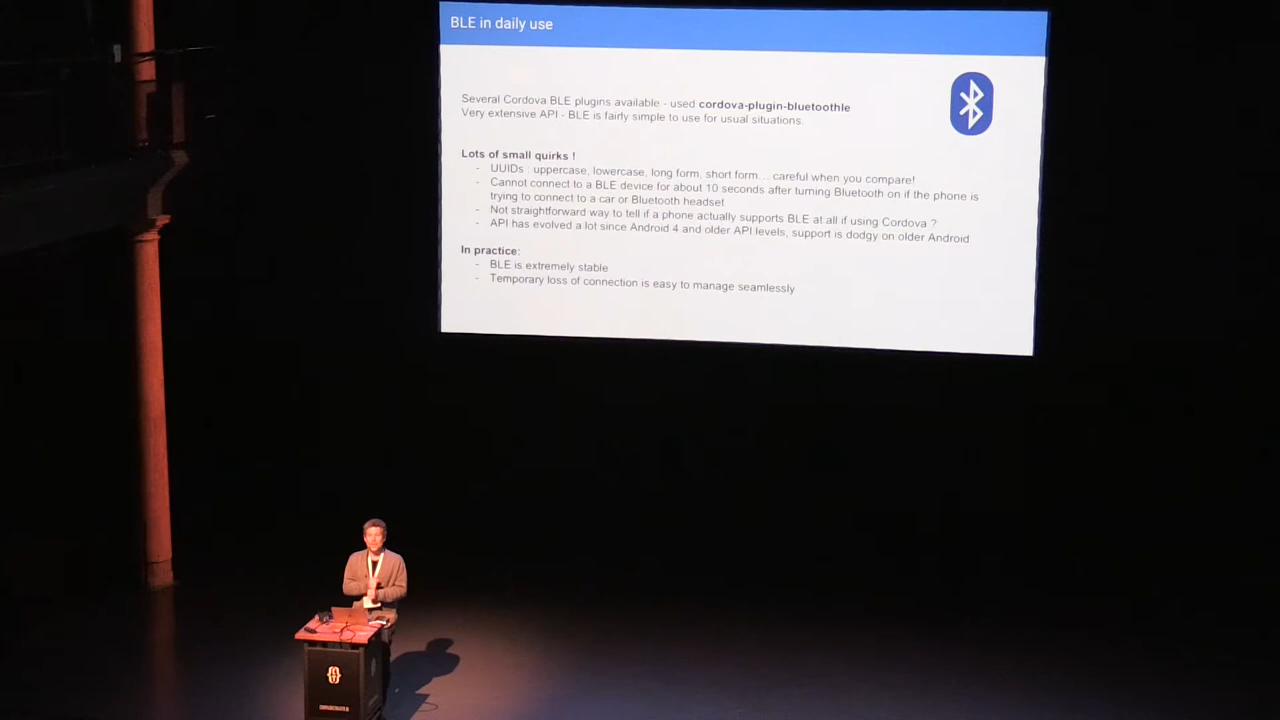 BLE in daily use
Several Cordova BLE plugins available - used cordova-plugin-bluetoothle
Very extensive API - BLE is fairly simple to use for usual situations.
Lots of small quirks !
- UUIDs : uppercase, lowercase, long form, short form... careful when you compare!
- Cannot connect to a BLE device for about 10 seconds after turning Bluetooth on if the phone is
trying to connect to a car or Bluetooth headset
- Not straightforward way to tell if a phone actually supports BLE at all if using Cordova ?
- API has evolved a lot since Android 4 and older API levels, support is dodgy on older Android
In practice:
- BLE is extremely stable
- Temporary loss of connection is easy to manage seamlessly